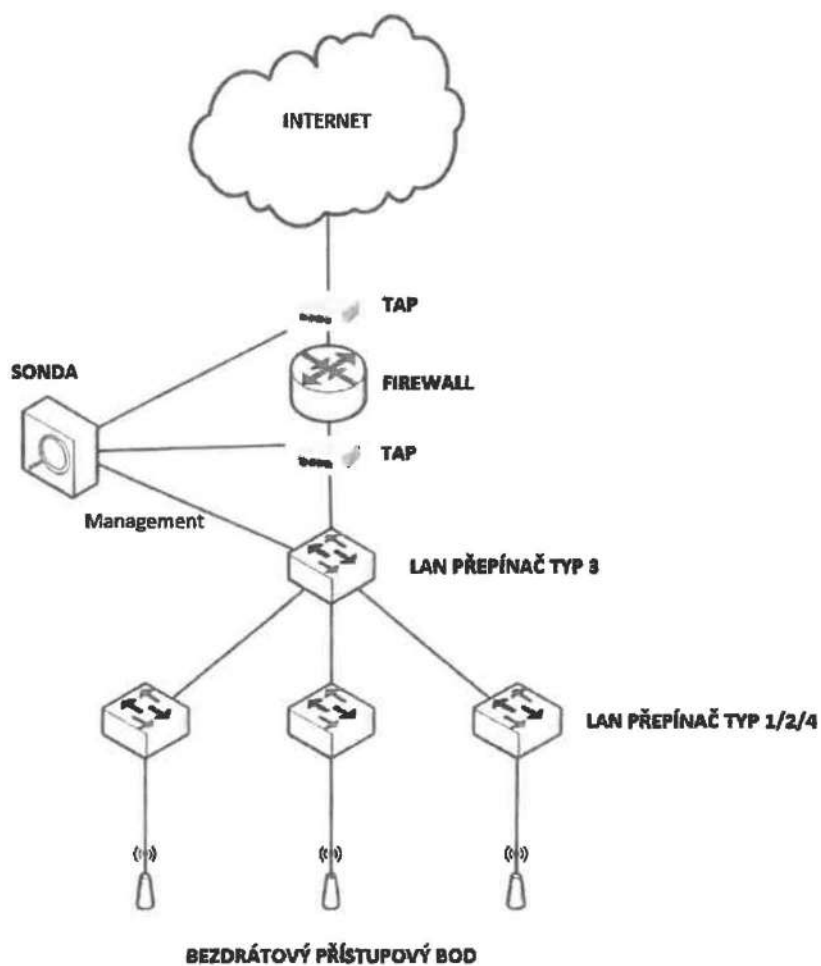 INTERNET
TAP
SONDA
FIREWALL
TAP
Management
LAN PŘEPÍNAČ TYP 3
LAN PŘEPÍNAČ TYP 1/2/4
BEZDRÁTOVÝ PŘÍSTUPOVÝ BOD